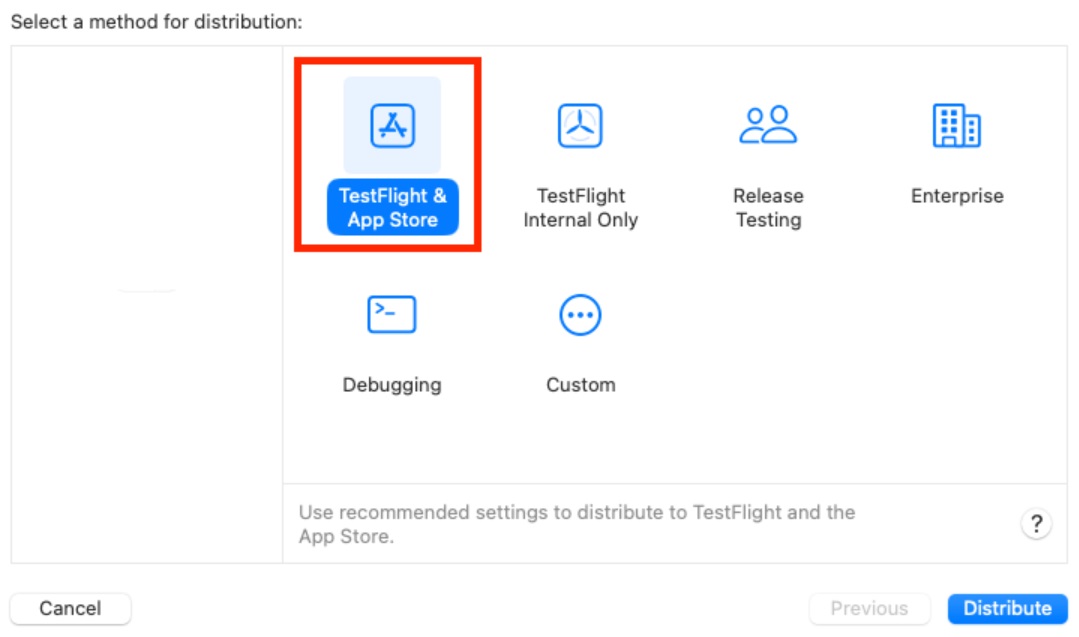 Select a method for distribution:
TestFlight &
App Store
TestFlight
Internal Only
Release
Testing
Enterprise
>_
Debugging
Custom
Use recommended settings to distribute to TestFlight and the
App Store.
?
Cancel
Previous
Distribute